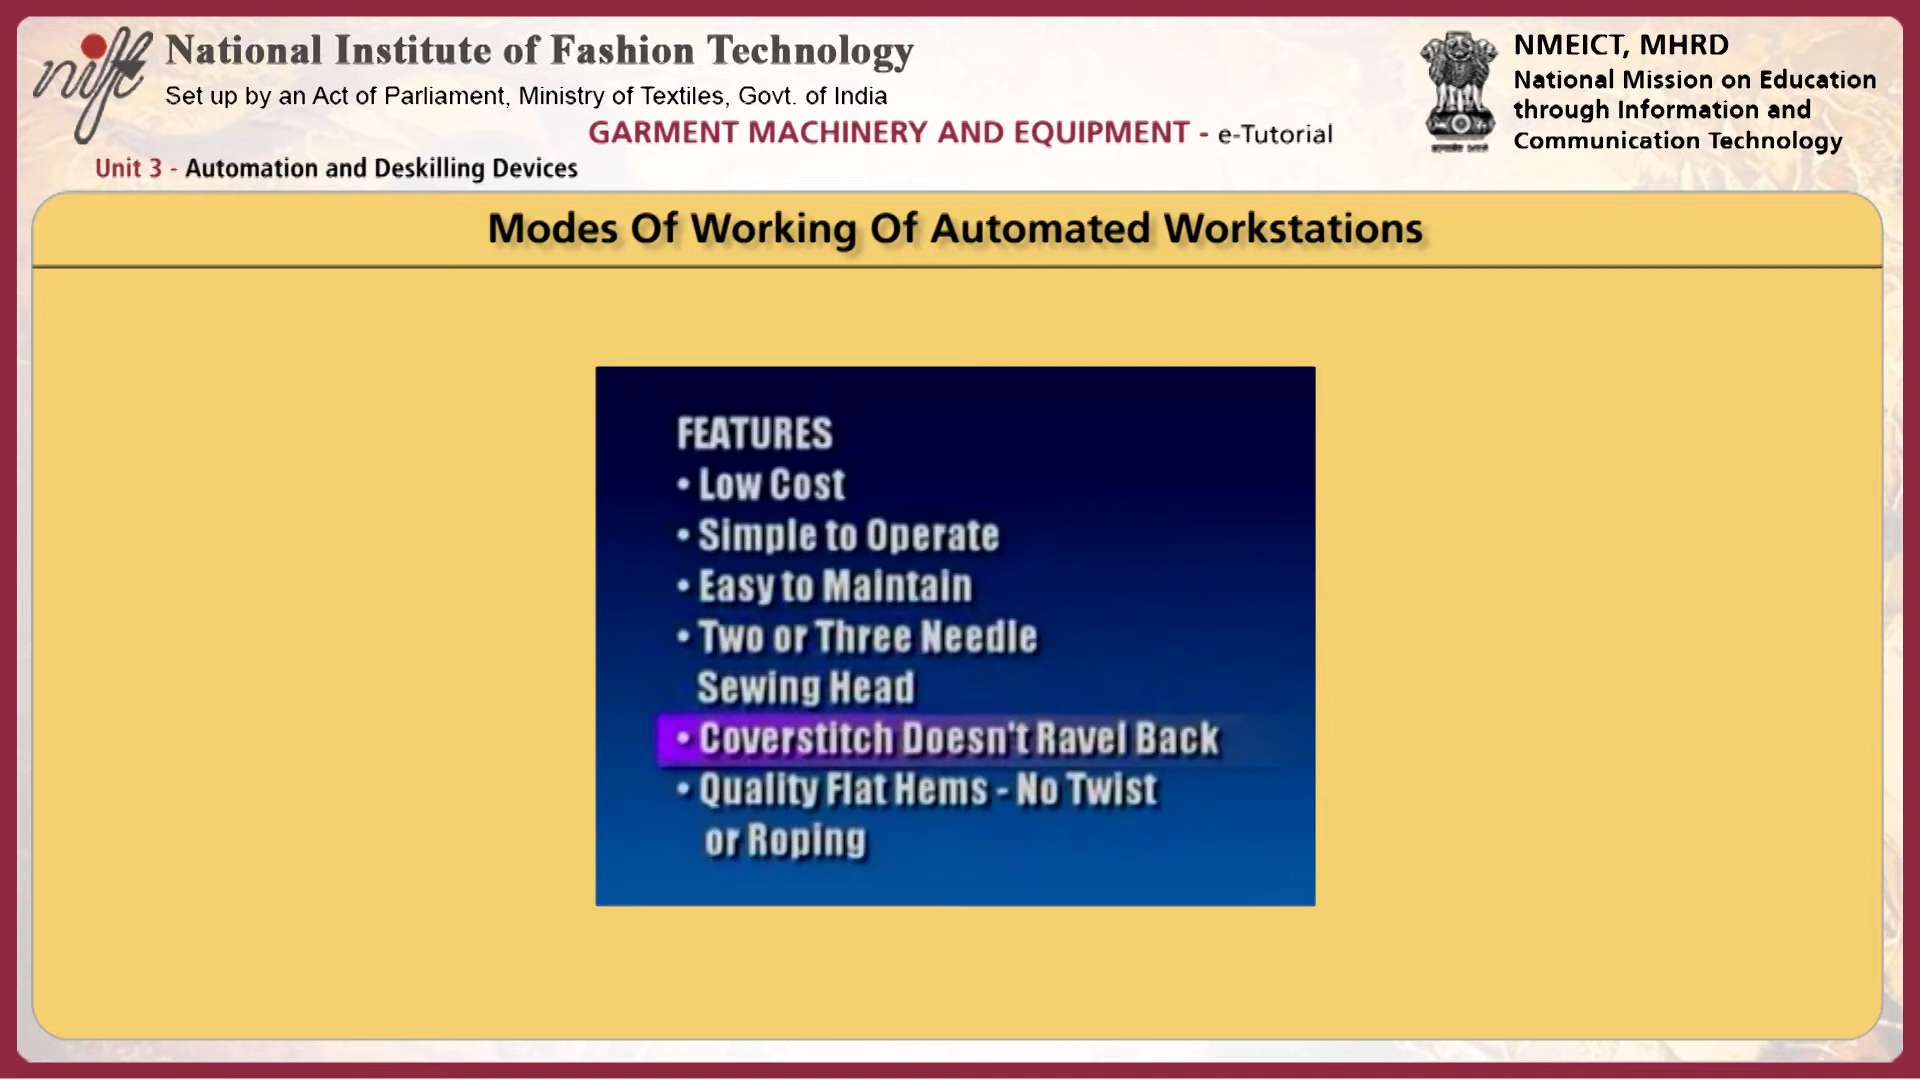 nift
National Institute of Fashion Technology
Set up by an Act of Parliament, Ministry of Textiles, Govt. of India
GARMENT MACHINERY AND EQUIPMENT - e-Tutorial
NMEICT, MHRD
National Mission on Education
through Information and
Communication Technology
Unit 3 - Automation and Deskilling Devices
Modes Of Working Of Automated Workstations
FEATURES
• Low Cost
• Simple to Operate
• Easy to Maintain
• Two or Three Needle
Sewing Head
• Coverstitch Doesn't Ravel Back
• Quality Flat Hems - No Twist
or Roping